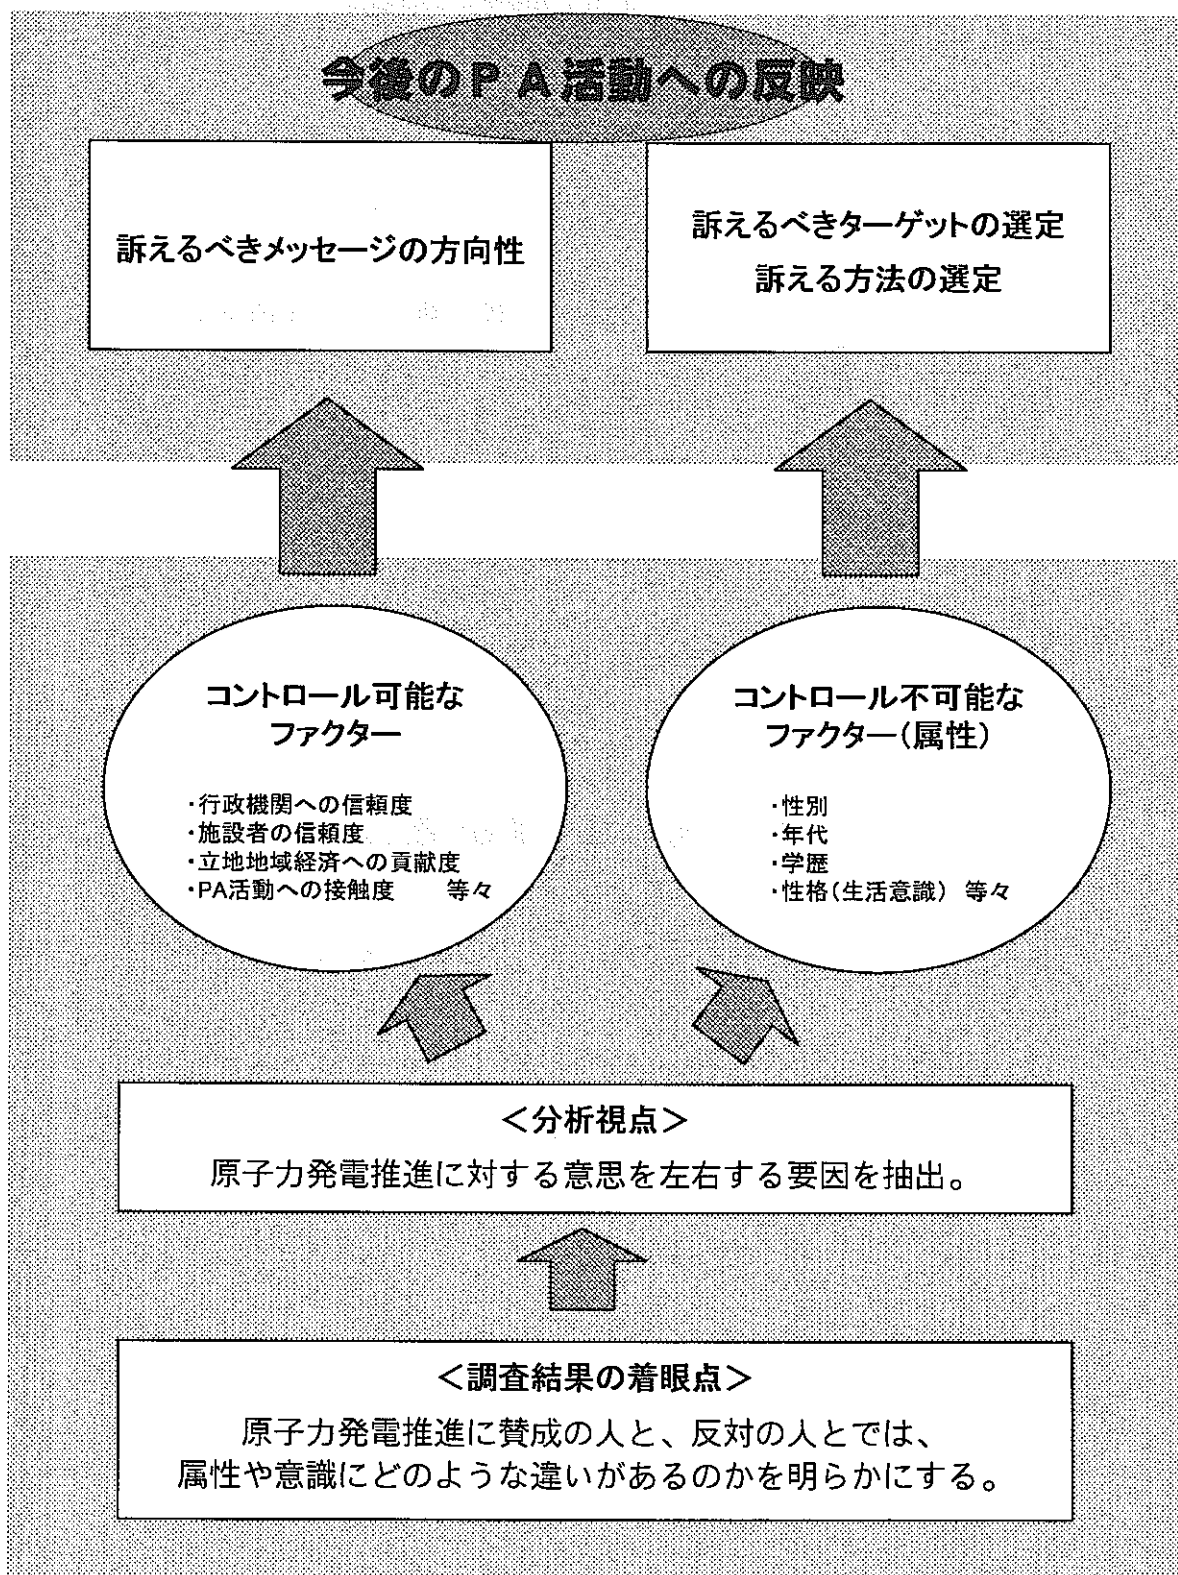 今後のPA活動への反映
訴えるべきメッセージの方向性
訴えるべきターゲットの選定
訴える方法の選定
コントロール可能な
ファクター
・行政機関への信頼度
・施設者の信頼度
・立地地域経済への貢献度
・PA活動への接触度 等々
コントロール不可能な
ファクター(属性)
・性別
・年代
・学歴
・性格(生活意識) 等々
<分析視点>
原子力発電推進に対する意思を左右する要因を抽出。
<調査結果の着眼点>
原子力発電推進に賛成の人と、反対の人とでは、
属性や意識にどのような違いがあるのかを明らかにする。